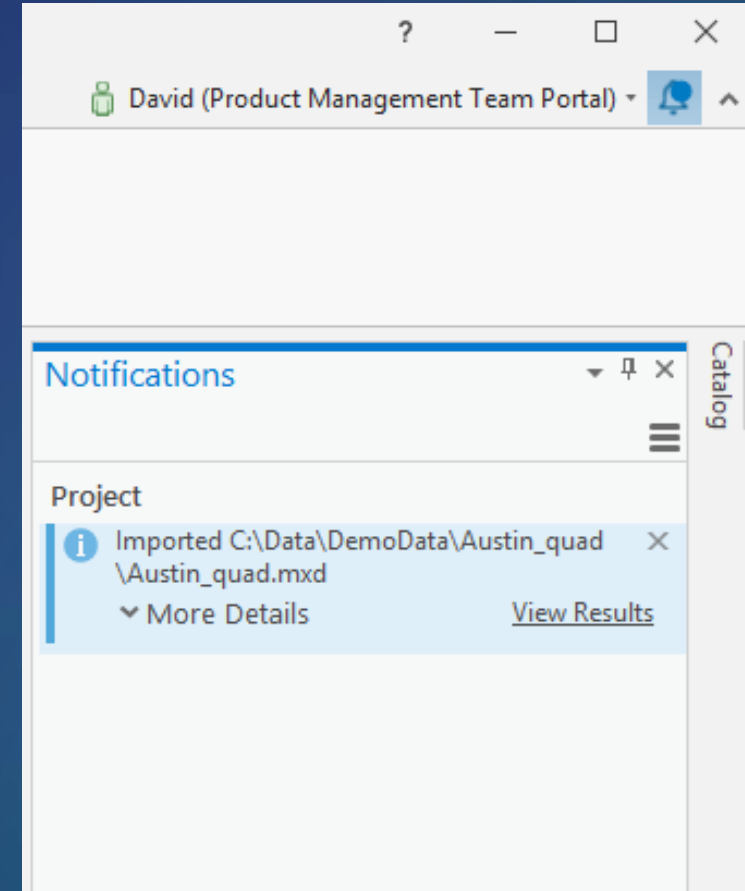 ?
David (Product Management Team Portal)
Notifications
Catalog
Project
Imported C:\Data\DemoData\Austin_quad
\Austin_quad.mxd
More Details View Results